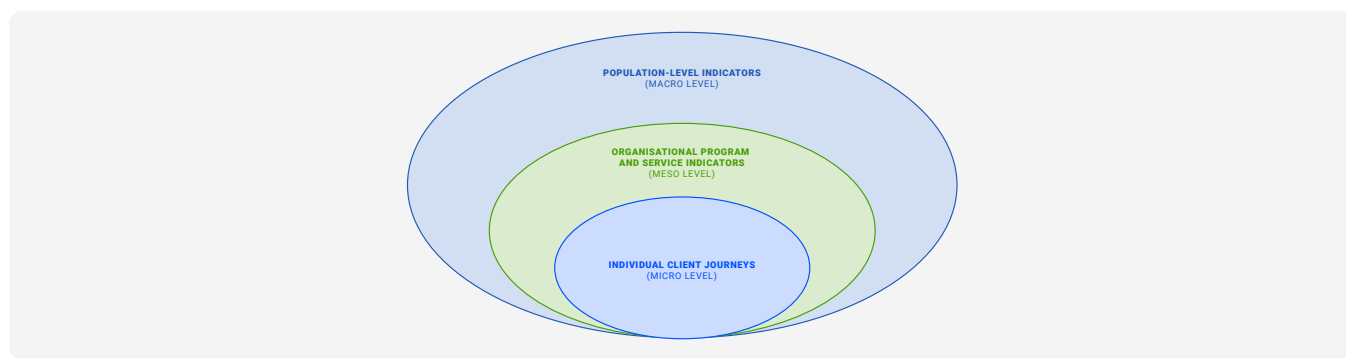 POPULATION-LEVEL INDICATORS
(MACRO LEVEL)
ORGANISATIONAL PROGRAM
AND SERVICE INDICATORS
(MESO LEVEL)
INDIVIDUAL CLIENT JOURNEYS
(MICRO LEVEL)